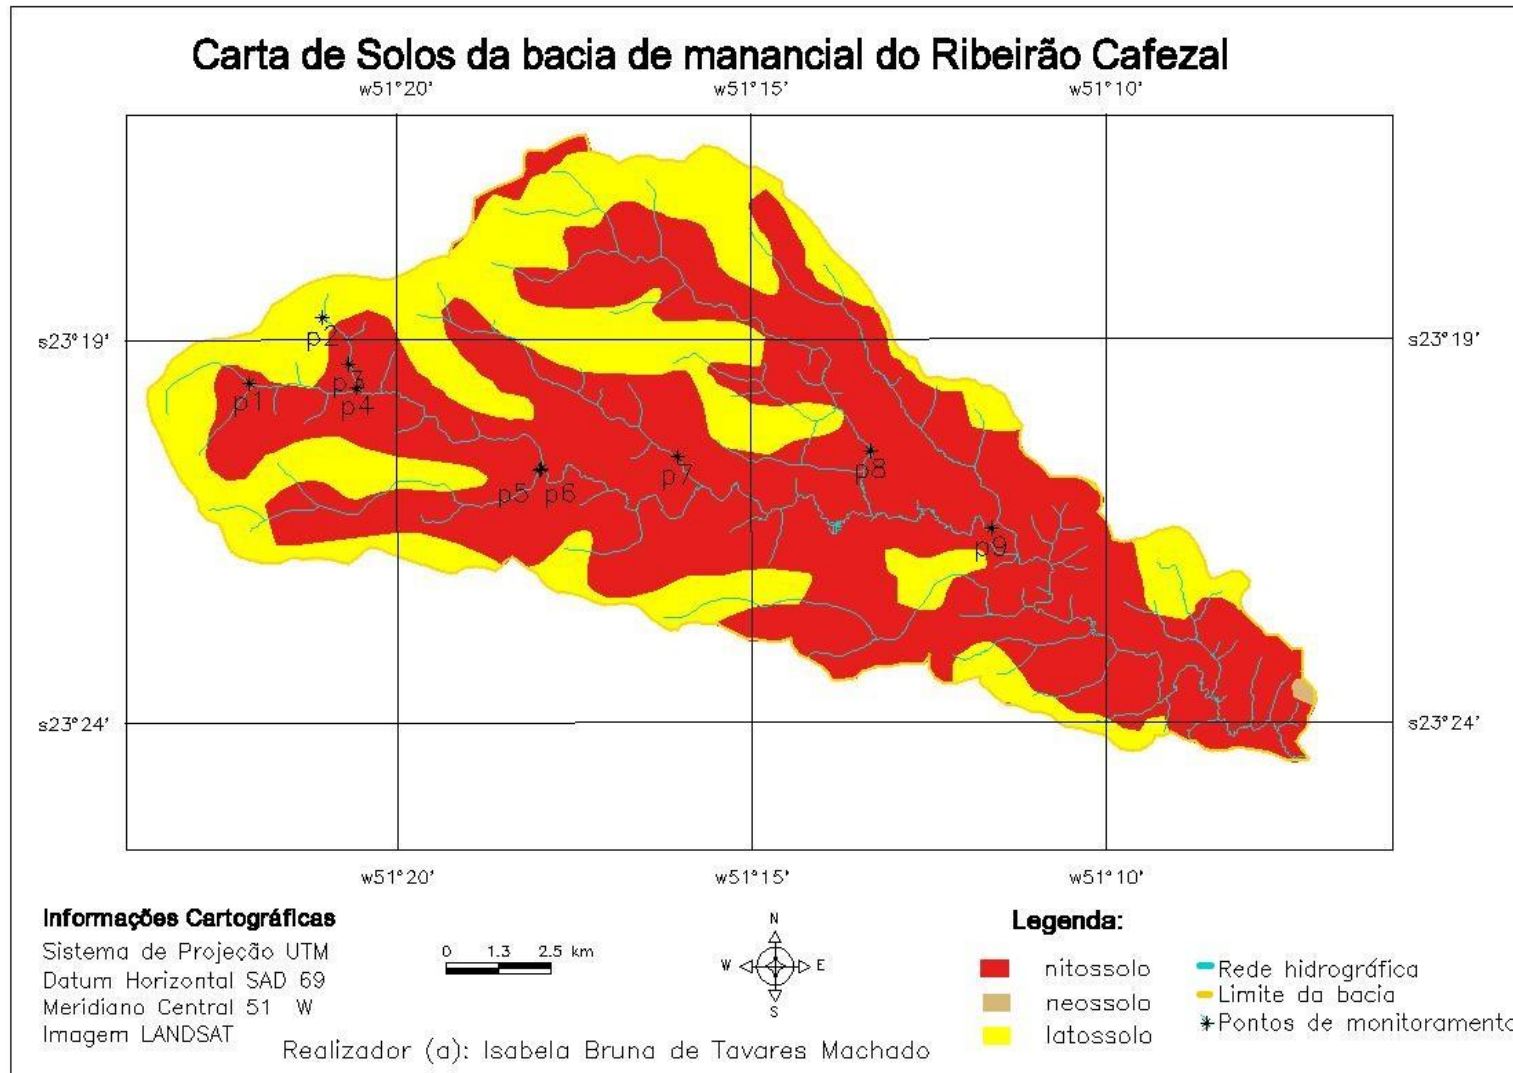 Carta de Solos da bacia de manancial do Ribeirão Cafezal
w51°20' w51°15' w51°10'
s23°19' s23°19'
p2
p3
p1 p4
p5 p6 p7 p8
p9
s23°24' s23°24'
w51°20' w51°15' w51°10'
Informações Cartográficas
Sistema de Projeção UTM
Datum Horizontal SAD 69
Meridiano Central 51 W
Imagem LANDSAT
0 1.3 2.5 km
N
W E
S
Legenda:
nitossolo
neossolo
latossolo
Rede hidrográfica
Limite da bacia
Pontos de monitoramento
Realizador (a): Isabela Bruna de Tavares Machado